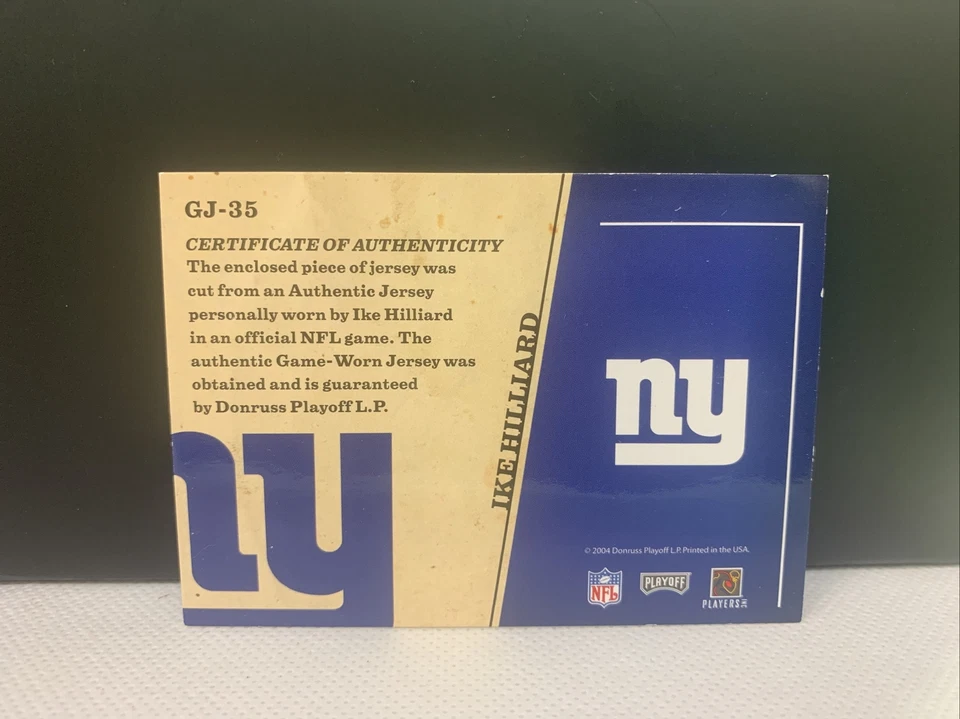 GJ-35
CERTIFICATE OF AUTHENTICITY
The enclosed piece of jersey was
cut from an Authentic Jersey
personally worn by Ike Hilliard
in an official NFL game. The
authentic Game-Worn Jersey was
obtained and is guaranteed
by Donruss Playoff L.P.
ny
IKE HILLIARD
ny
© 2004 Donruss Playoff L.P. Printed in the USA.
NFL
PLAYOFF
PLAYERS INC